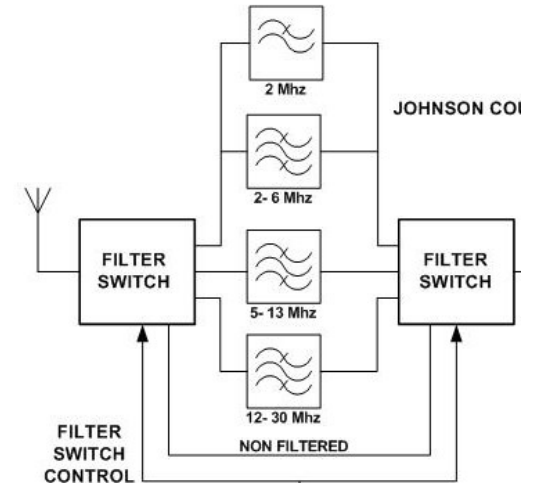 2 Mhz
JOHNSON COU
2- 6 Mhz
FILTER
SWITCH
FILTER
SWITCH
5- 13 Mhz
12- 30 Mhz
FILTER
SWITCH
CONTROL
NON FILTERED